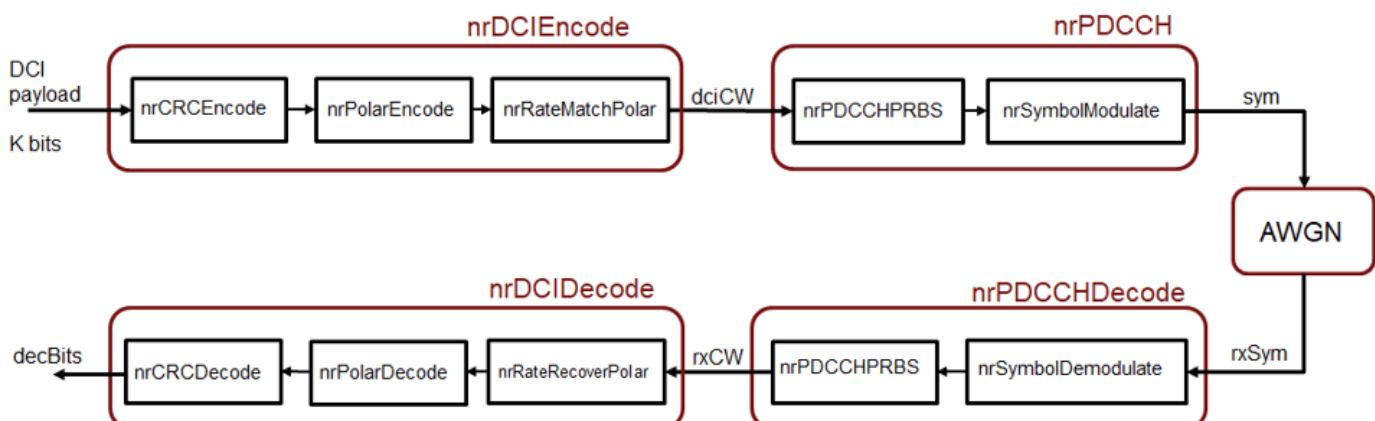 nrDCIEncode
nrPDCCH
DCI
payload
K bits
nrCRCEncode
nrPolarEncode
nrRateMatchPolar
dciCW
nrPDCCHPRBS
nrSymbolModulate
sym
AWGN
nrDCIDecode
nrPDCCHDecode
decBits
nrCRCDecode
nrPolarDecode
nrRateRecoverPolar
rxCW
nrPDCCHPRBS
nrSymbolDemodulate
rxSym